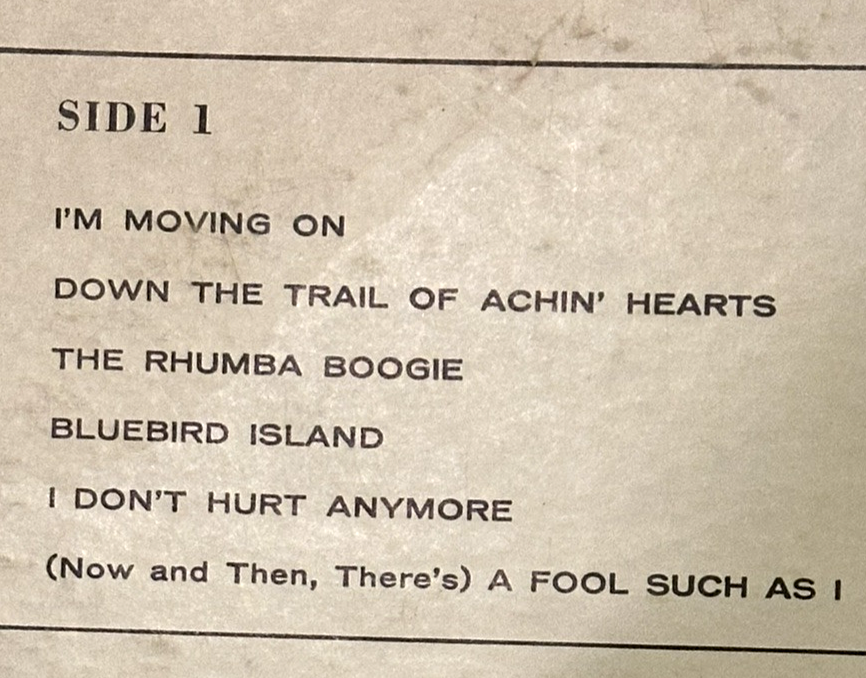 SIDE 1
I'M MOVING ON
DOWN THE TRAIL OF ACHIN' HEARTS
THE RHUMBA BOOGIE
BLUEBIRD ISLAND
I DON'T HURT ANYMORE
(Now and Then, There's) A FOOL SUCH AS I